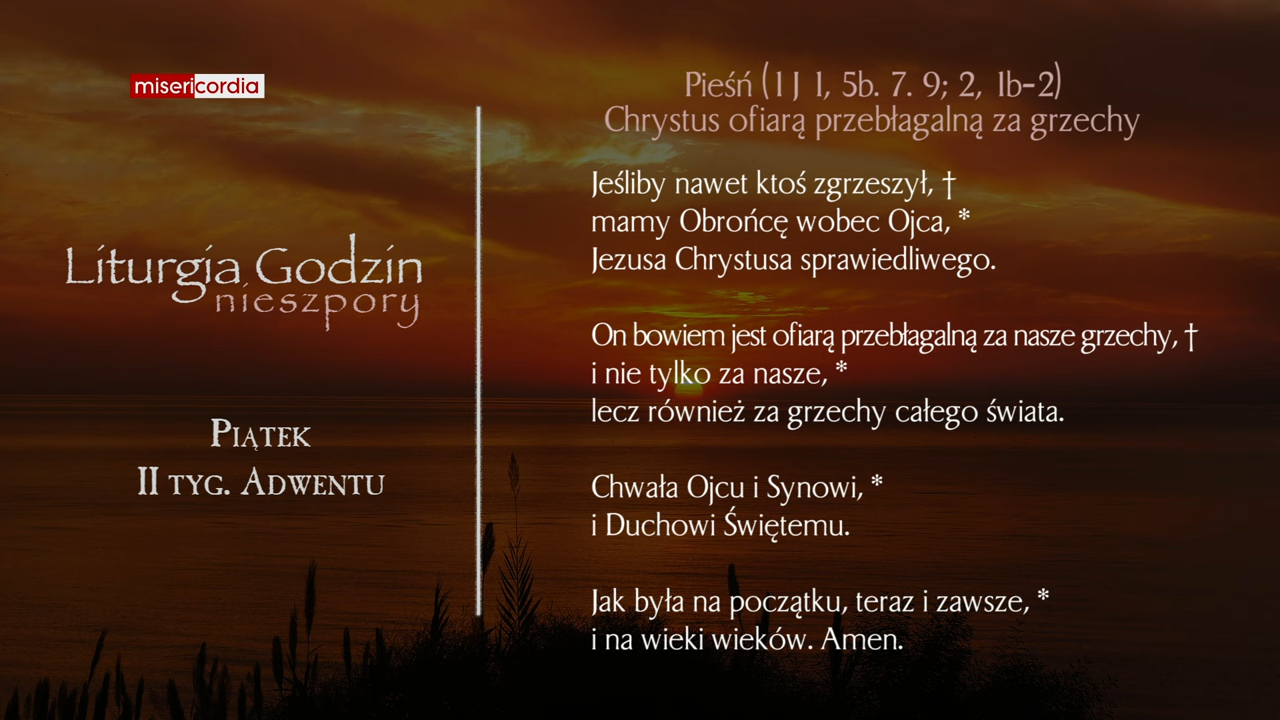 misericordia
Liturgia Godzin
nieszpory
Piątek
II tyg. Adwentu
Pieśń (1 J 1, 5b. 7. 9; 2, 1b-2)
Chrystus ofiarą przebłagalną za grzechy
Jeśliby nawet ktoś zgrzeszył, †
mamy Obrońcę wobec Ojca, *
Jezusa Chrystusa sprawiedliwego.
On bowiem jest ofiarą przebłagalną za nasze grzechy, †
i nie tylko za nasze, *
lecz również za grzechy całego świata.
Chwała Ojcu i Synowi, *
i Duchowi Świętemu.
Jak była na początku, teraz i zawsze, *
i na wieki wieków. Amen.